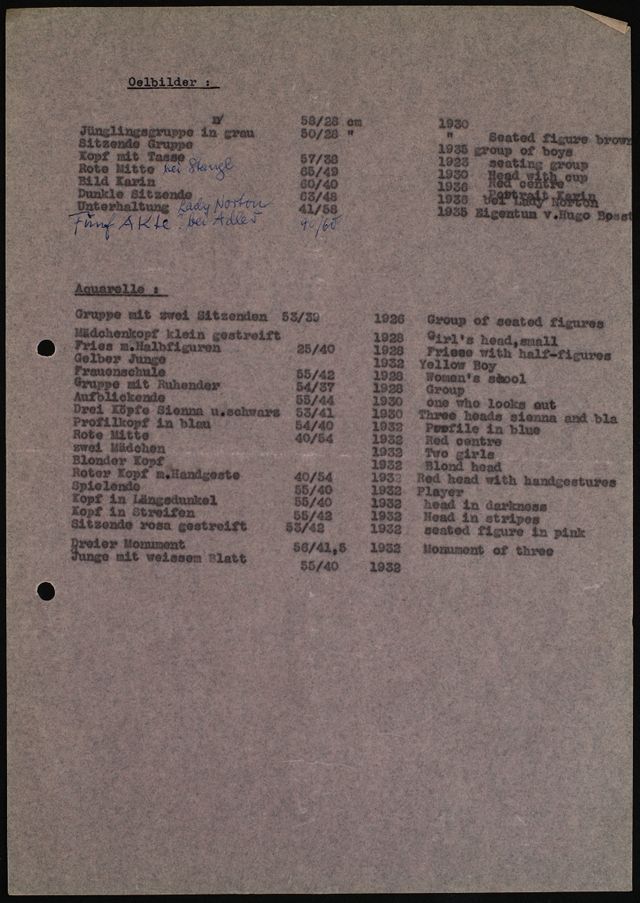 Oelbilder :
58/28 cm 1930
Jünglingsgruppe in grau 50/28 " " Seated figure brown
Sitzende Gruppe 1935 group of boys
Kopf mit Tasse 57/38 1923 seating group
Rote Mitte bei Stangl 65/49 1930 Head with cup
Bild Karin 60/40 1936 Red centre
Dunkle Sitzende 63/48 Portrait Karin
Unterhaltung Lady Norton 41/58 1936 bei Lady Norton
Fünf Akte : bei Adler 1935 Eigentum v.Hugo
Aquarelle :
Gruppe mit zwei Sitzenden 53/39 1926 Group of seated figures
Mädchenkopf klein gestreift 1928 Girl's head,small
Fries m.Halbfiguren 25/40 1928 Friese with half-figures
Gelber Junge 1932 Yellow Boy
Frauenschule 55/42 1928 Women's school
Gruppe mit Ruhender 54/37 1928 Group
Aufblickende 55/44 1930 one who looks out
Drei Köpfe Sienna u.schwarz 53/41 1930 Three heads sienna and bla
Profilkopf in blau 54/40 1932 Profile in blue
Rote Mitte 40/54 1932 Red centre
zwei Mädchen 1932 Two girls
Blonder Kopf 1932 Blond head
Roter Kopf m.Handgeste 40/54 1932 Red head with handgestures
Spielende 55/40 1932 Player
Kopf in Längsdunkel 55/40 1932 head in darkness
Kopf in Streifen 55/42 1932 Head in stripes
Sitzende rosa gestreift 53/42 1932 seated figure in pink
Dreier Monument 56/41,5 1932 Monument of three
Junge mit weissem Blatt 55/40 1932